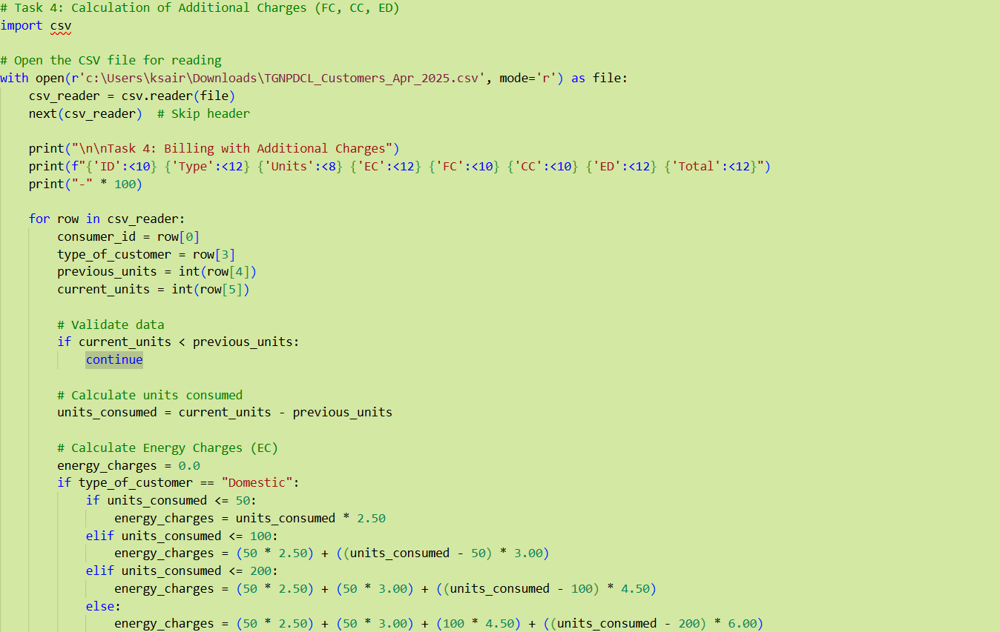 # Task 4: Calculation of Additional Charges (FC, CC, ED)
import csv
# Open the CSV file for reading
with open(r'c:\Users\ksair\Downloads\TGNPDCL_Customers_Apr_2025.csv', mode='r') as file:
    csv_reader = csv.reader(file)
    next(csv_reader)  # Skip header
    print("\n\nTask 4: Billing with Additional Charges")
    print(f"{'ID':<10} {'Type':<12} {'Units':<8} {'EC':<12} {'FC':<10} {'CC':<10} {'ED':<12} {'Total':<12}")
    print("-" * 100)
    for row in csv_reader:
        consumer_id = row[0]
        type_of_customer = row[3]
        previous_units = int(row[4])
        current_units = int(row[5])
        # Validate data
        if current_units < previous_units:
            continue
        # Calculate units consumed
        units_consumed = current_units - previous_units
        # Calculate Energy Charges (EC)
        energy_charges = 0.0
        if type_of_customer == "Domestic":
            if units_consumed <= 50:
                energy_charges = units_consumed * 2.50
            elif units_consumed <= 100:
                energy_charges = (50 * 2.50) + ((units_consumed - 50) * 3.00)
            elif units_consumed <= 200:
                energy_charges = (50 * 2.50) + (50 * 3.00) + ((units_consumed - 100) * 4.50)
            else:
                energy_charges = (50 * 2.50) + (50 * 3.00) + (100 * 4.50) + ((units_consumed - 200) * 6.00)